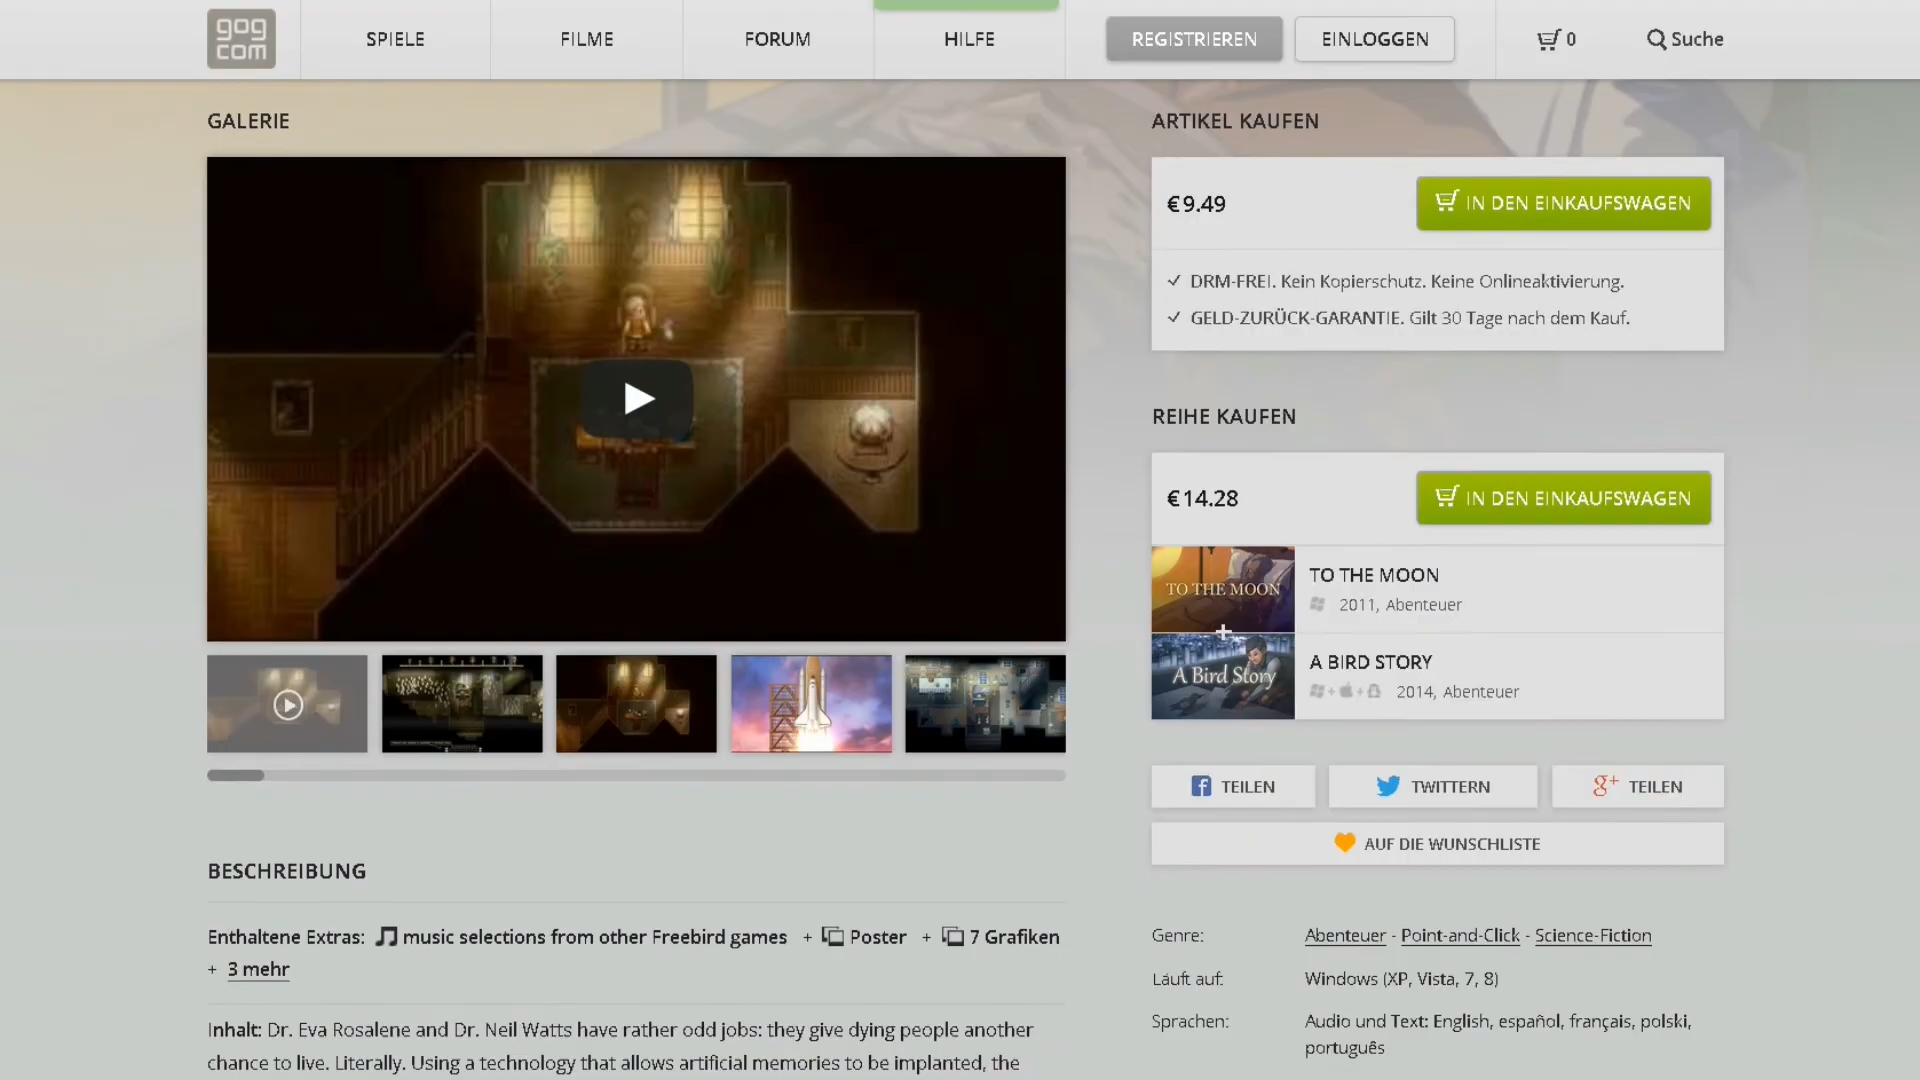 gog
com
SPIELE
FILME
FORUM
HILFE
REGISTRIEREN
EINLOGGEN
0
Suche
GALERIE
ARTIKEL KAUFEN
€9.49
IN DEN EINKAUFSWAGEN
DRM-FREI. Kein Kopierschutz. Keine Onlineaktivierung.
GELD-ZURÜCK-GARANTIE. Gilt 30 Tage nach dem Kauf.
REIHE KAUFEN
€14.28
IN DEN EINKAUFSWAGEN
TO THE MOON
TO THE MOON
2011, Abenteuer
A Bird Story
A BIRD STORY
2014, Abenteuer
TEILEN
TWITTERN
TEILEN
AUF DIE WUNSCHLISTE
BESCHREIBUNG
Enthaltene Extras: music selections from other Freebird games + Poster + 7 Grafiken
+ 3 mehr
Inhalt: Dr. Eva Rosalene and Dr. Neil Watts have rather odd jobs: they give dying people another
chance to live. Literally. Using a technology that allows artificial memories to be implanted, the
Genre: Abenteuer - Point-and-Click - Science-Fiction
Läuft auf: Windows (XP, Vista, 7, 8)
Sprachen: Audio und Text: English, español, français, polski,
português